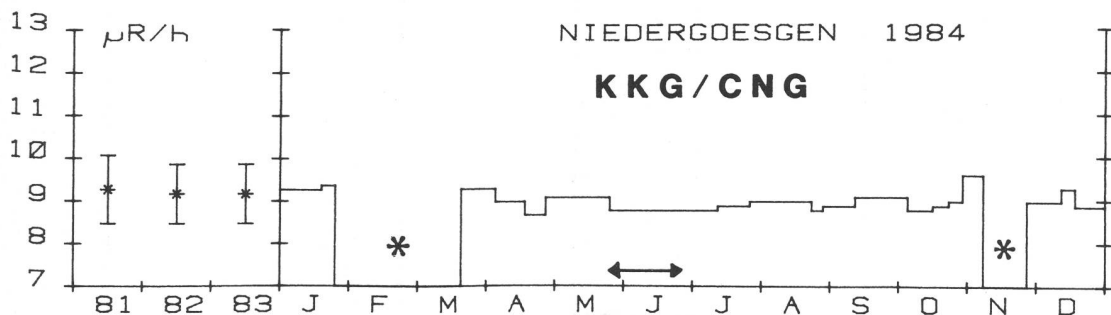 13 µR/h NIEDERGOESGEN 1984
12 KKG/CNG
11
10
9
8
7
81 82 83 J F M A M J J A S O N D